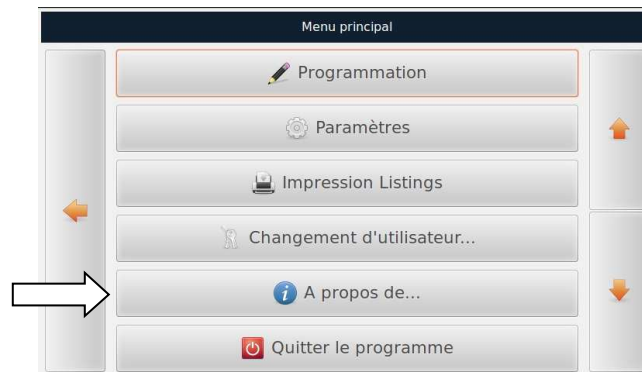 Menu principal
Programmation
Paramètres
Impression Listings
Changement d'utilisateur...
A propos de...
Quitter le programme